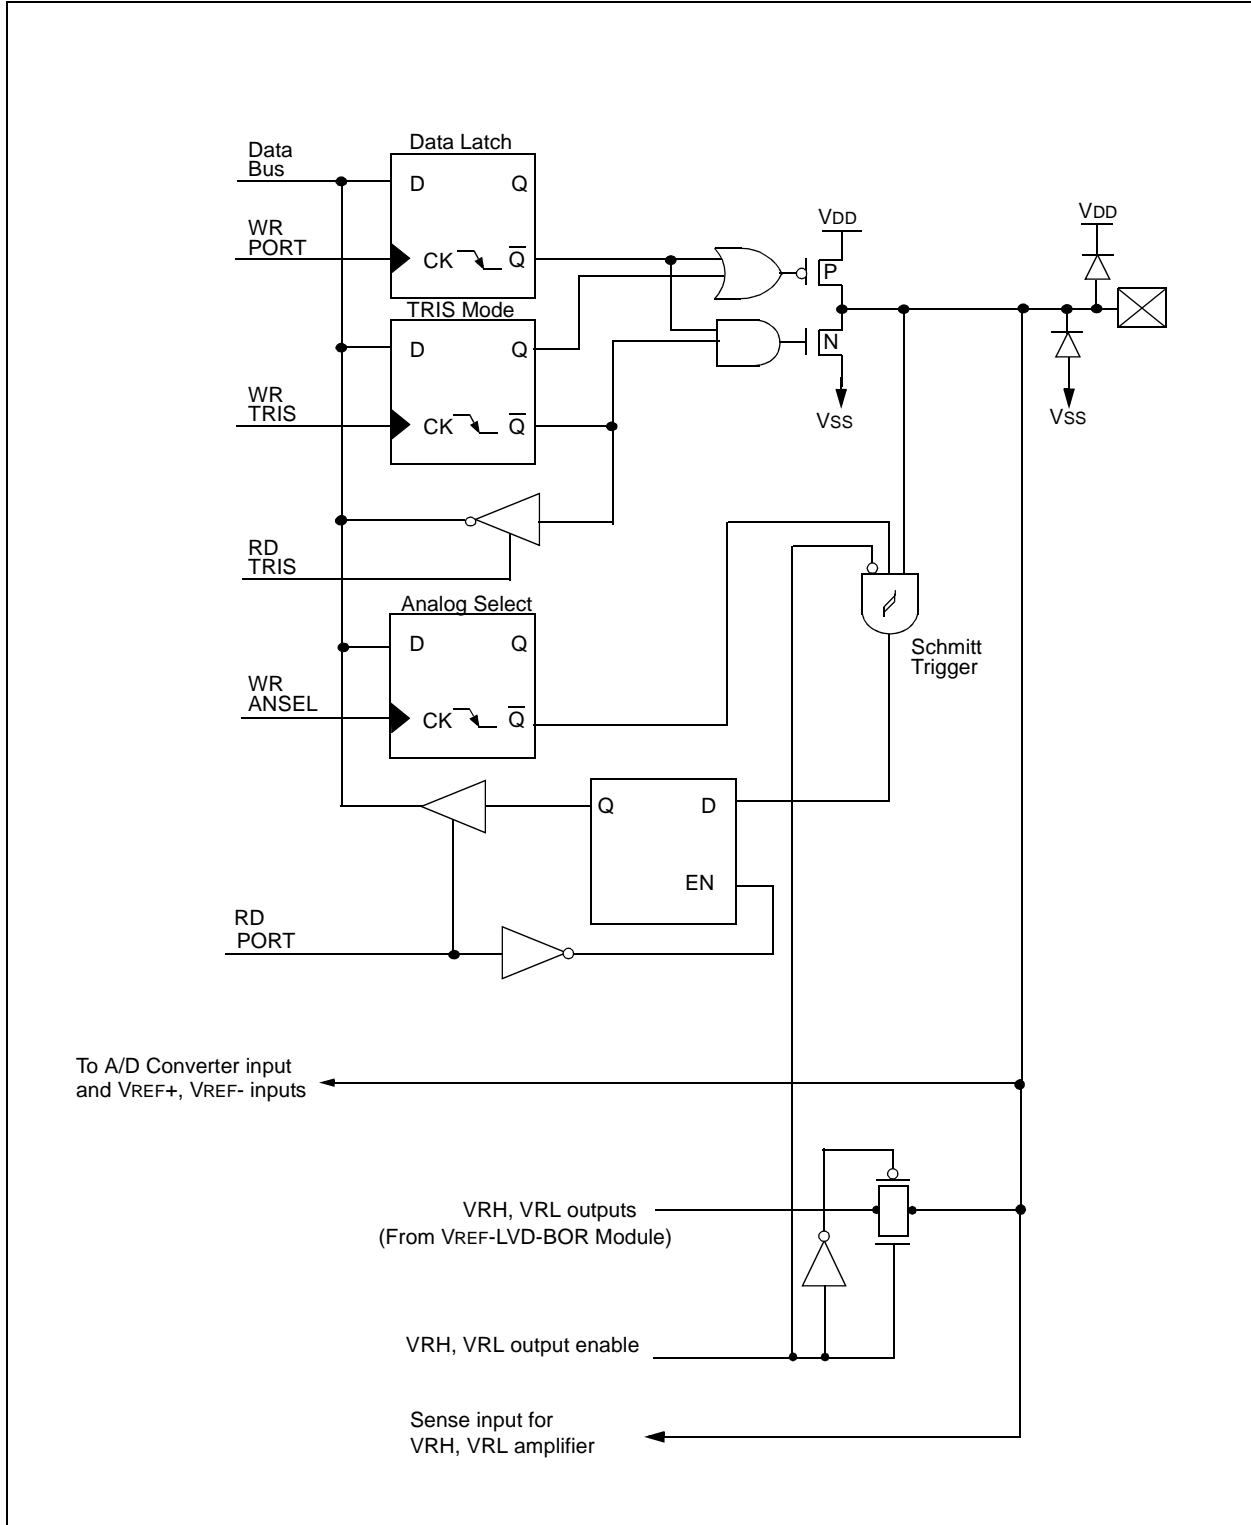 Data Latch
Data
Bus
D
Q
WR
PORT
CK
Q
VDD
VDD
P
TRIS Mode
D
Q
N
WR
TRIS
CK
Q
VSS
VSS
RD
TRIS
Analog Select
D
Q
Schmitt
Trigger
WR
ANSEL
CK
Q
Q
D
EN
RD
PORT
To A/D Converter input
and VREF+, VREF- inputs
VRH, VRL outputs
(From VREF-LVD-BOR Module)
VRH, VRL output enable
Sense input for
VRH, VRL amplifier